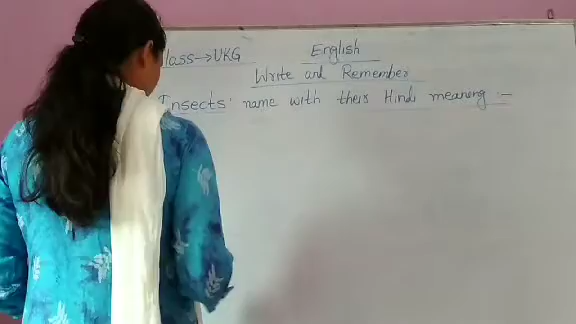 lass→UKG English
Write and Remember
Insects' name with their Hindi meaning :-